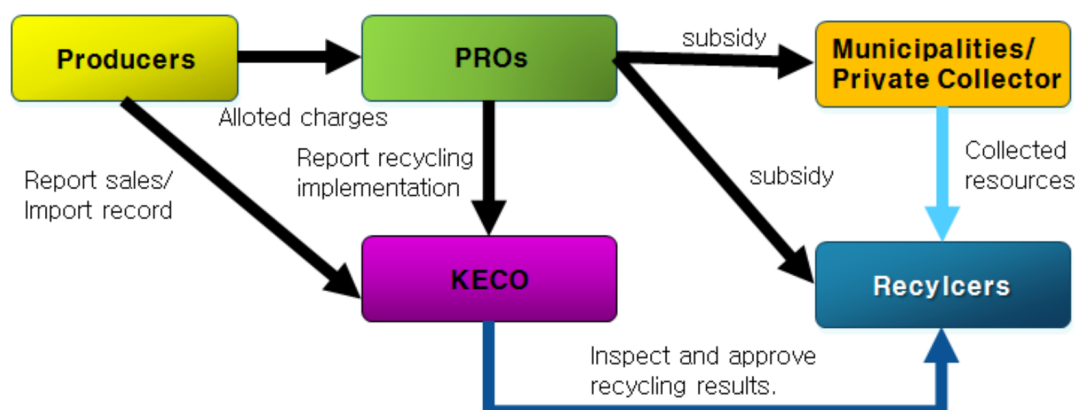 Producers
PROs
subsidy
Municipalities/
Private Collector
Alloted charges
Report recycling
implementation
Collected
resources
Report sales/
Import record
subsidy
KECO
Recylcers
Inspect and approve
recycling results.